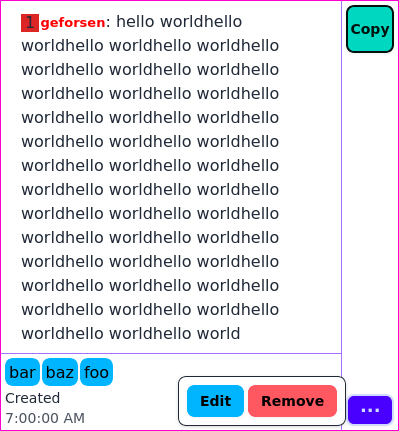 1 geforsen: hello worldhello
worldhello worldhello worldhello
worldhello worldhello worldhello
worldhello worldhello worldhello
worldhello worldhello worldhello
worldhello worldhello worldhello
worldhello worldhello worldhello
worldhello worldhello worldhello
worldhello worldhello worldhello
worldhello worldhello worldhello
worldhello worldhello worldhello
worldhello worldhello worldhello
worldhello worldhello worldhello
worldhello worldhello world
Copy
bar baz foo
Created
7:00:00 AM
Edit Remove
...